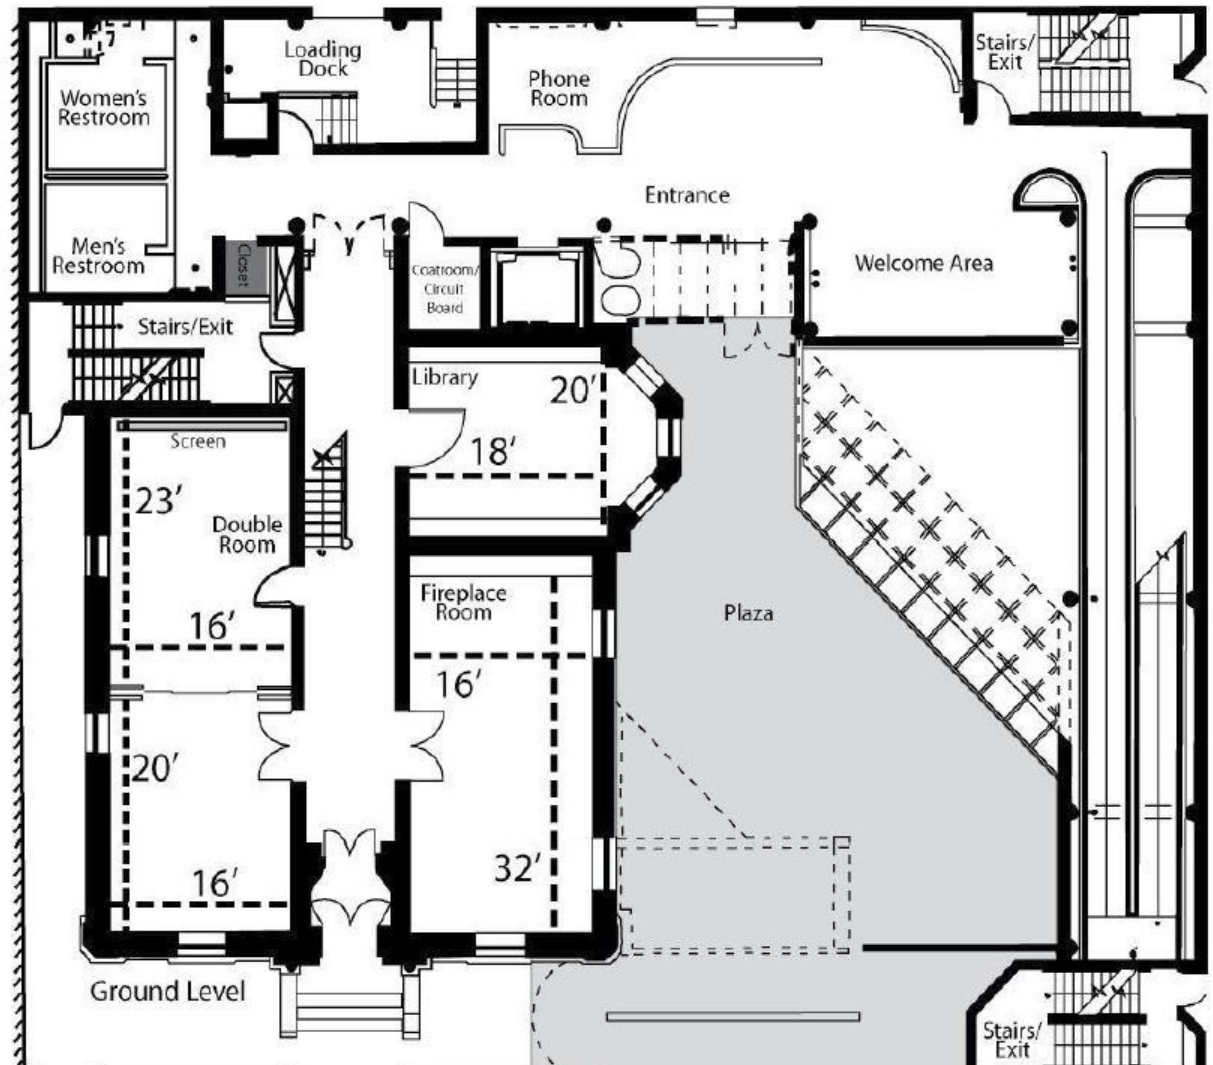 Loading
Dock
Stairs/
Exit
Phone
Room
Women's
Restroom
Entrance
Men's
Restroom
Closet
Coatroom/
Circuit
Board
Welcome Area
Stairs/Exit
Library
20'
18'
Screen
23'
Double
Room
16'
Fireplace
Room
16'
Plaza
20'
16'
32'
Ground Level
Stairs/
Exit